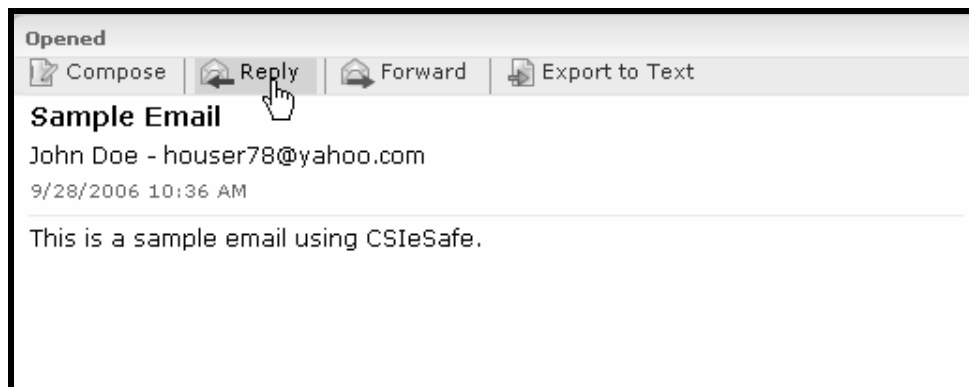 Opened
Compose Reply Forward Export to Text
Sample Email
John Doe - houser78@yahoo.com
9/28/2006 10:36 AM
This is a sample email using CSIeSafe.